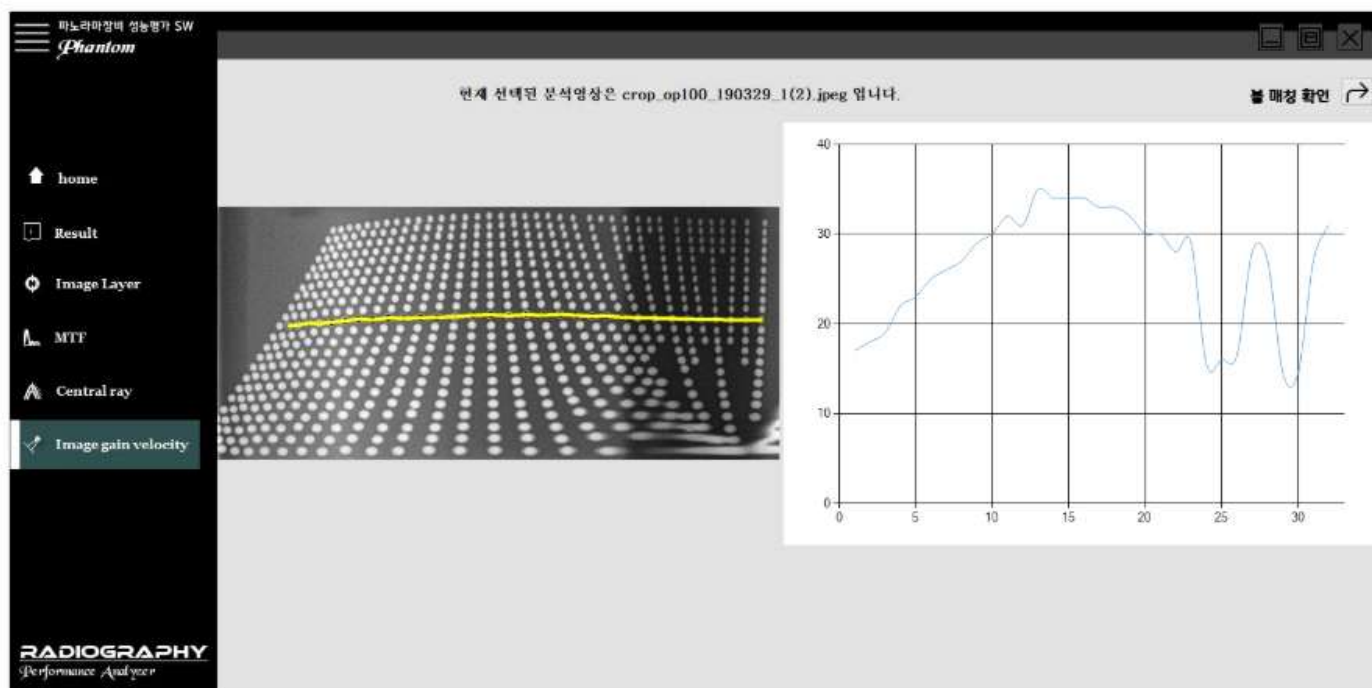 파노라마장비 성능평가 SW
Phantom
현재 선택된 분석영상은 crop_op100_190329_1(2).jpeg 입니다.
볼 매칭 확인
home
Result
Image Layer
MTF
Central ray
Image gain velocity
40
30
20
10
0
0 5 10 15 20 25 30
RADIOGRAPHY
Performance Analyzer